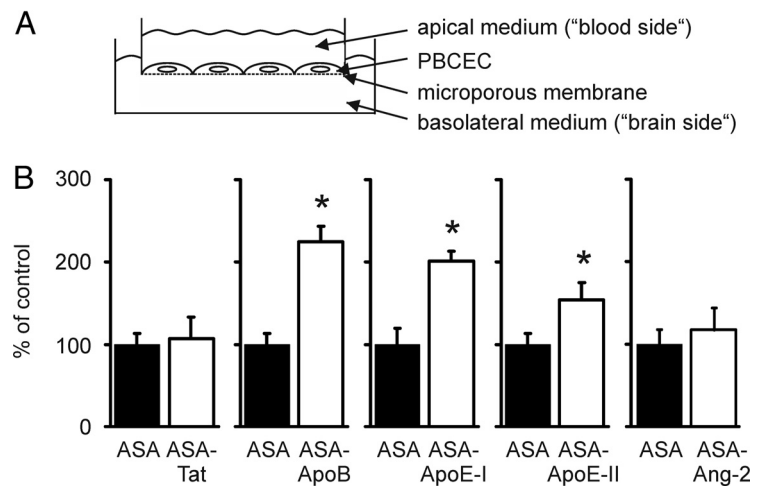 A
apical medium (“blood side“)
PBCEC
microporous membrane
basolateral medium (“brain side“)
B
% of control
300
200
100
0
*
*
*
ASA ASA-Tat
ASA ASA-ApoB
ASA ASA-ApoE-I
ASA ASA-ApoE-II
ASA ASA-Ang-2